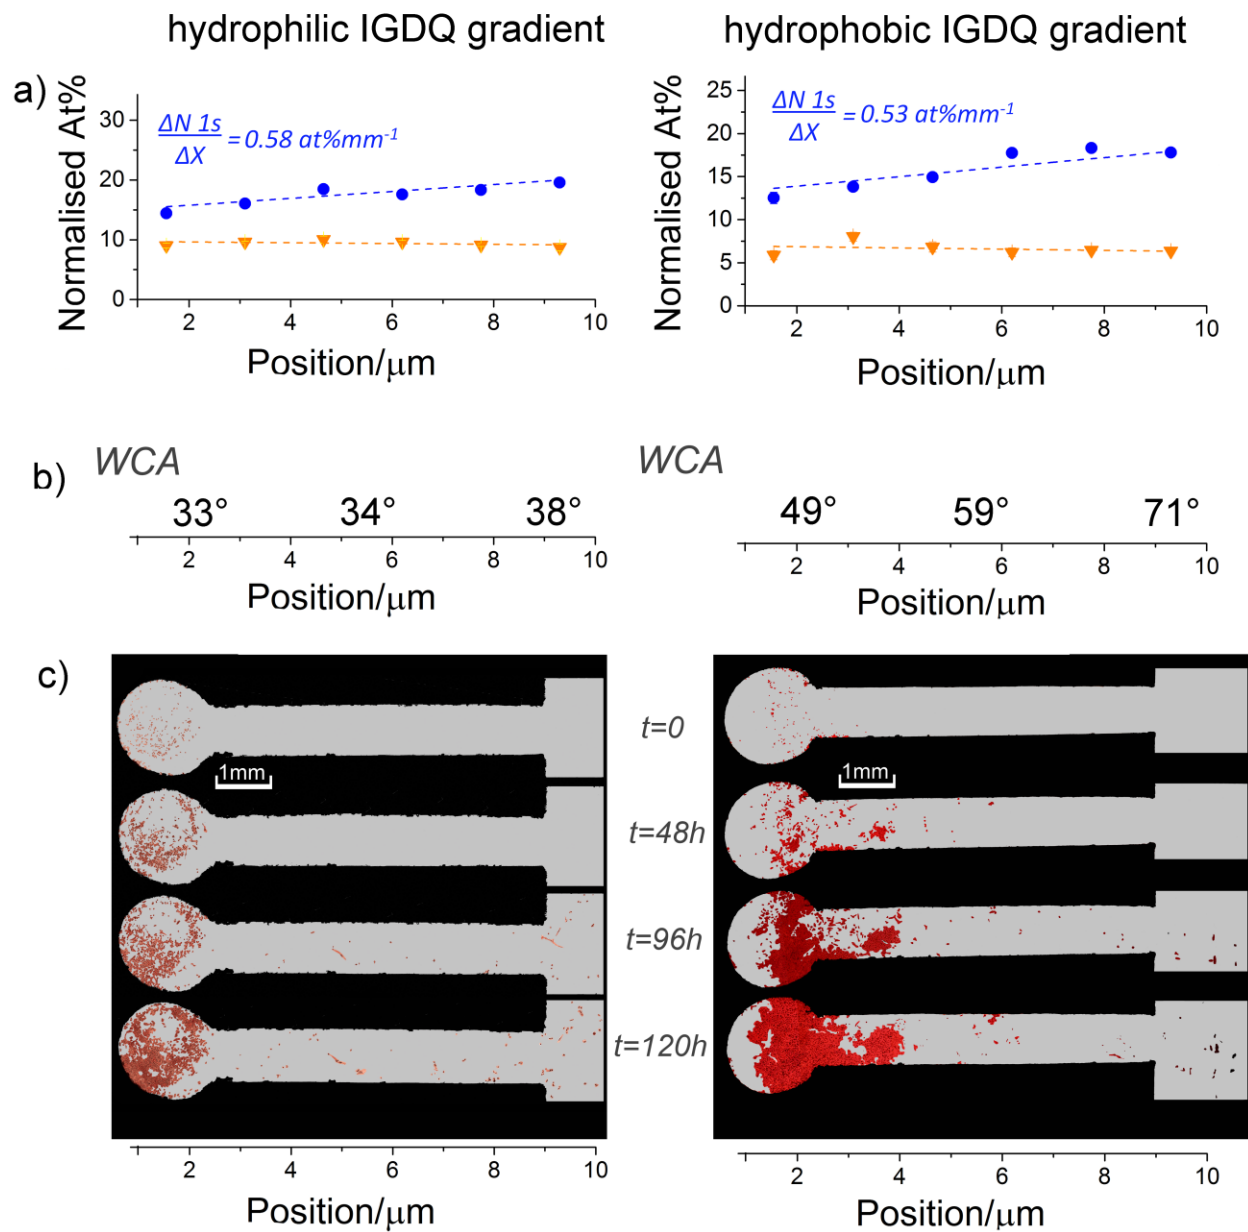 hydrophilic IGDQ gradient
hydrophobic IGDQ gradient
a)
Normalised At%
30
20
10
0
ΔN 1s
ΔX
= 0.58 at%mm⁻¹
2 4 6 8 10
Position/μm
Normalised At%
25
20
15
10
5
0
ΔN 1s
ΔX
= 0.53 at%mm⁻¹
2 4 6 8 10
Position/μm
b)
WCA
33° 34° 38°
2 4 6 8 10
Position/μm
WCA
49° 59° 71°
2 4 6 8 10
Position/μm
c)
1mm
t=0
t=48h
t=96h
t=120h
1mm
2 4 6 8 10
Position/μm
2 4 6 8 10
Position/μm